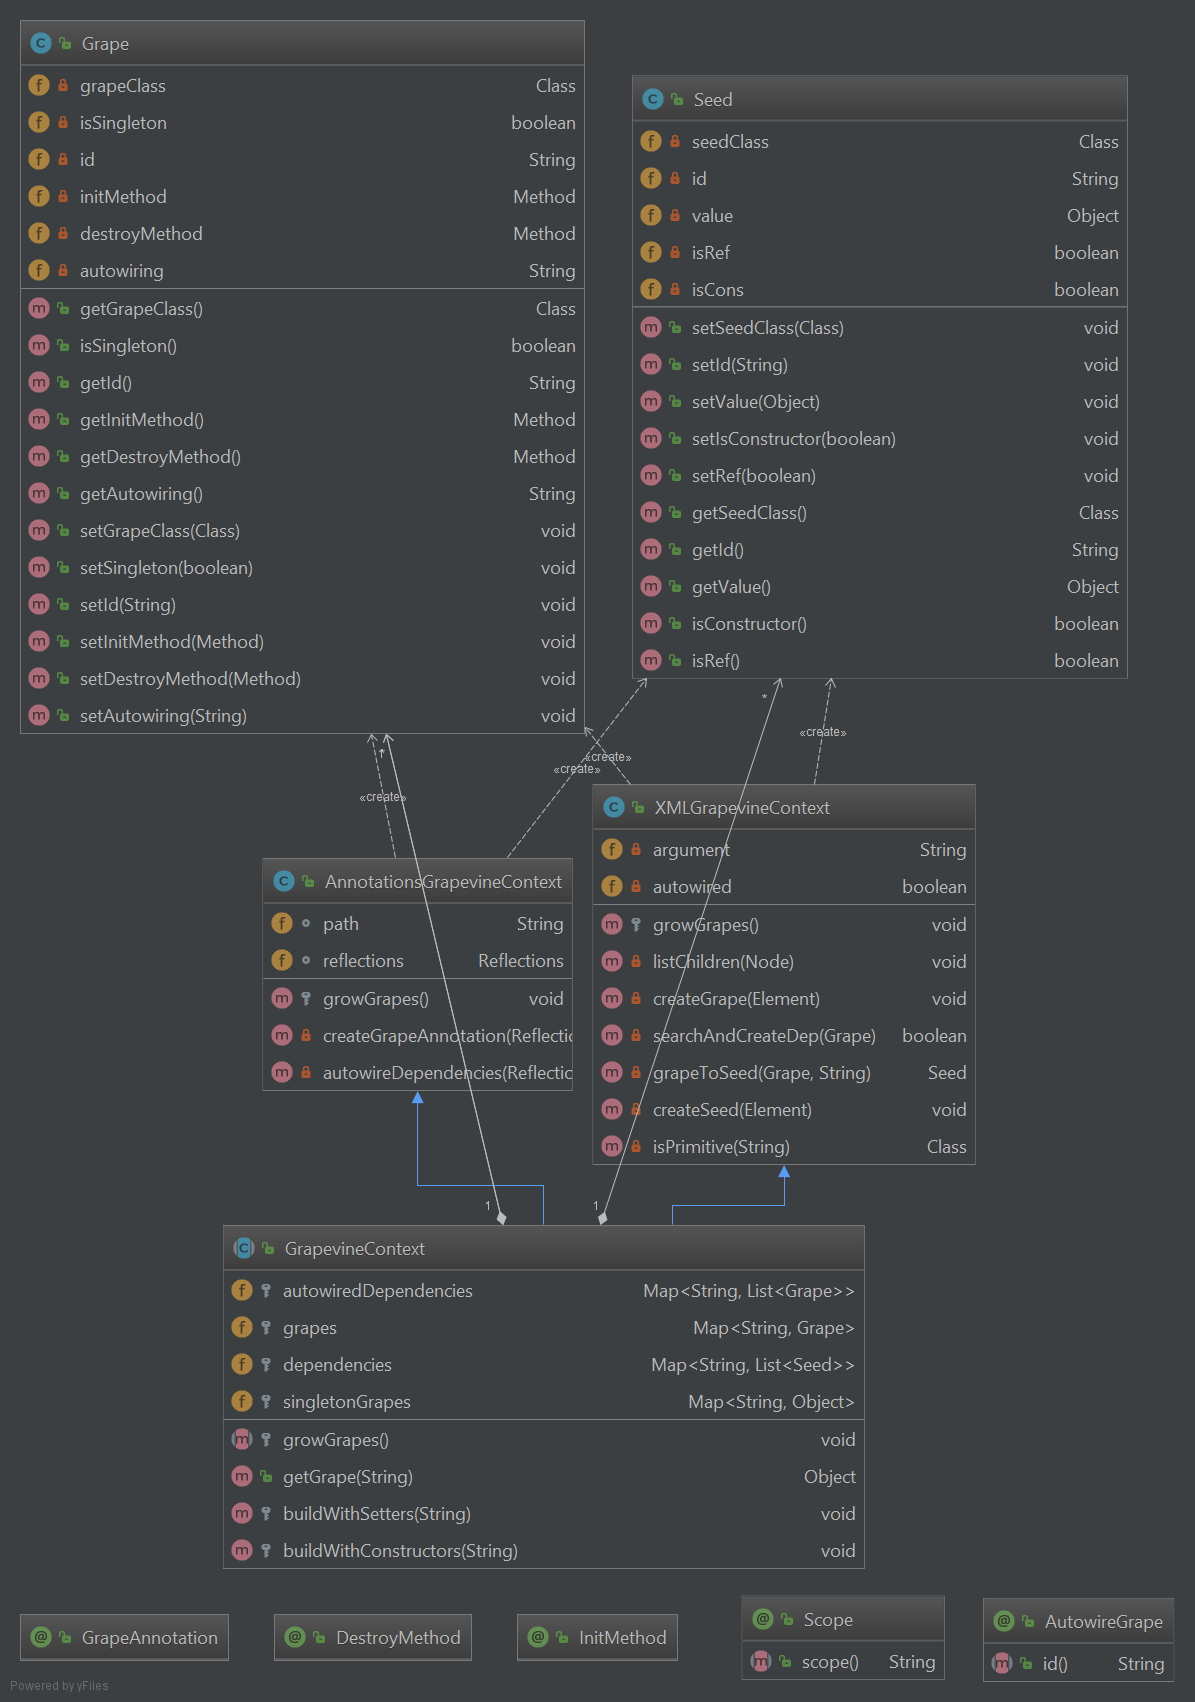 Grape
grapeClass Class
isSingleton boolean
id String
initMethod Method
destroyMethod Method
autowiring String
getGrapeClass() Class
isSingleton() boolean
getId() String
getInitMethod() Method
getDestroyMethod() Method
getAutowiring() String
setGrapeClass(Class) void
setSingleton(boolean) void
setId(String) void
setInitMethod(Method) void
setDestroyMethod(Method) void
setAutowiring(String) void
Seed
seedClass Class
id String
value Object
isRef boolean
isCons boolean
setSeedClass(Class) void
setId(String) void
setValue(Object) void
setIsConstructor(boolean) void
setRef(boolean) void
getSeedClass() Class
getId() String
getValue() Object
isConstructor() boolean
isRef() boolean
*
*
«create»
«create»
«create»
«create»
AnnotationsGrapevineContext
path String
reflections Reflections
growGrapes() void
createGrapeAnnotation(Reflectic
autowireDependencies(Reflectic
XMLGrapevineContext
argument String
autowired boolean
growGrapes() void
listChildren(Node) void
createGrape(Element) void
searchAndCreateDep(Grape) boolean
grapeToSeed(Grape, String) Seed
createSeed(Element) void
isPrimitive(String) Class
1
1
GrapevineContext
autowiredDependencies Map<String, List<Grape>>
grapes Map<String, Grape>
dependencies Map<String, List<Seed>>
singletonGrapes Map<String, Object>
growGrapes() void
getGrape(String) Object
buildWithSetters(String) void
buildWithConstructors(String) void
GrapeAnnotation
DestroyMethod
InitMethod
Scope
scope() String
AutowireGrape
id() String
Powered by yFiles